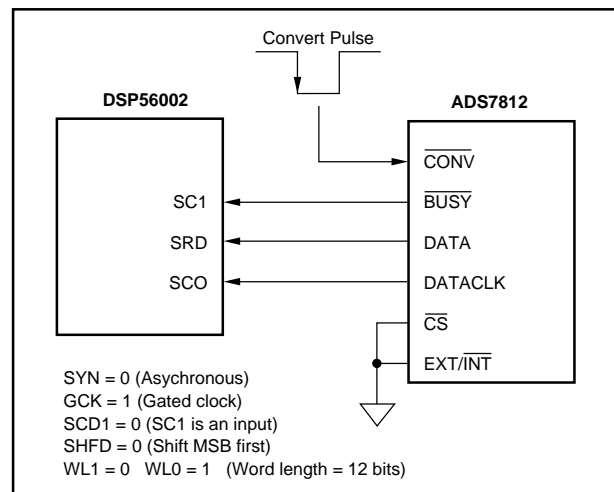 Convert Pulse
DSP56002
ADS7812
CONV
SC1
BUSY
SRD
DATA
SCO
DATACLK
CS
EXT/INT
SYN = 0 (Asychronous)
GCK = 1 (Gated clock)
SCD1 = 0 (SC1 is an input)
SHFD = 0 (Shift MSB first)
WL1 = 0 WL0 = 1 (Word length = 12 bits)